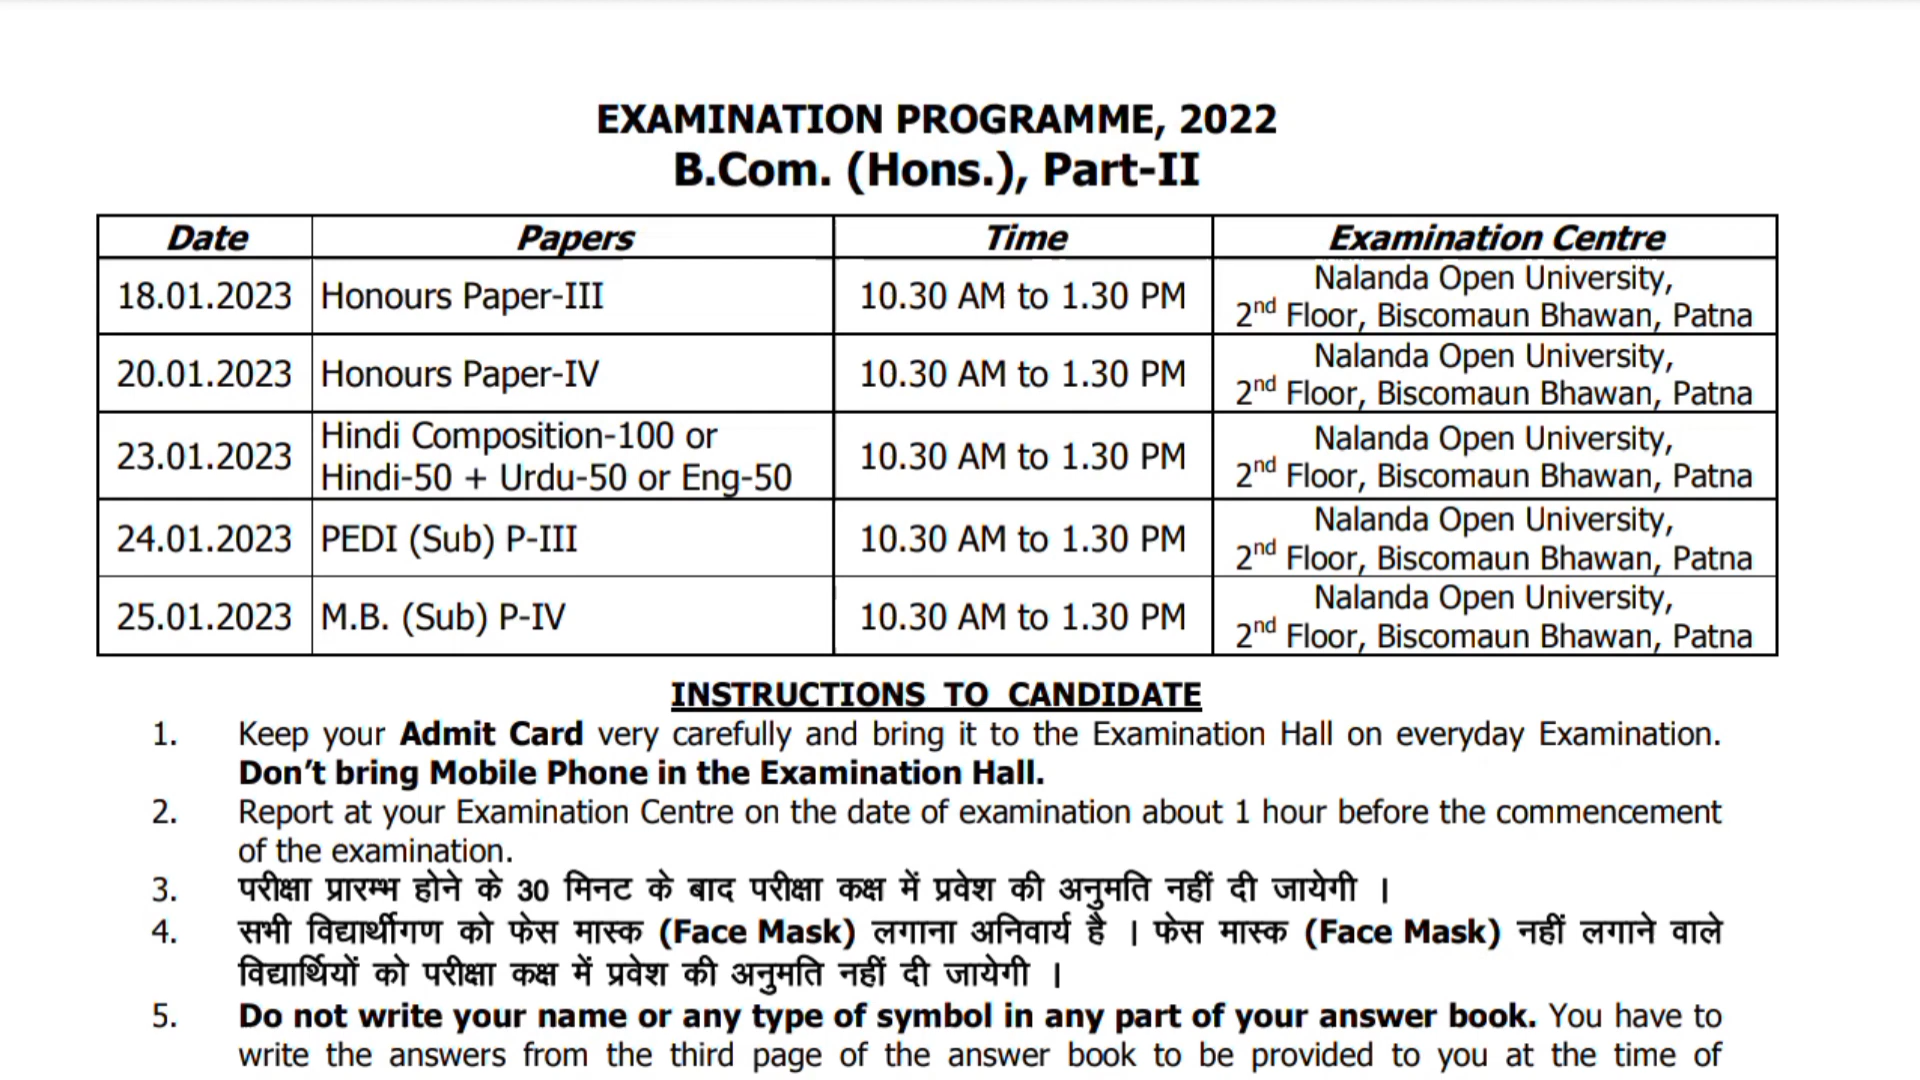 EXAMINATION PROGRAMME, 2022
B.Com. (Hons.), Part-II
Date Papers Time Examination Centre
18.01.2023 Honours Paper-III 10.30 AM to 1.30 PM Nalanda Open University,
2nd Floor, Biscomaun Bhawan, Patna
20.01.2023 Honours Paper-IV 10.30 AM to 1.30 PM Nalanda Open University,
2nd Floor, Biscomaun Bhawan, Patna
23.01.2023 Hindi Composition-100 or
Hindi-50 + Urdu-50 or Eng-50 10.30 AM to 1.30 PM Nalanda Open University,
2nd Floor, Biscomaun Bhawan, Patna
24.01.2023 PEDI (Sub) P-III 10.30 AM to 1.30 PM Nalanda Open University,
2nd Floor, Biscomaun Bhawan, Patna
25.01.2023 M.B. (Sub) P-IV 10.30 AM to 1.30 PM Nalanda Open University,
2nd Floor, Biscomaun Bhawan, Patna
INSTRUCTIONS TO CANDIDATE
1. Keep your Admit Card very carefully and bring it to the Examination Hall on everyday Examination.
Don't bring Mobile Phone in the Examination Hall.
2. Report at your Examination Centre on the date of examination about 1 hour before the commencement
of the examination.
3. परीक्षा प्रारम्भ होने के 30 मिनट के बाद परीक्षा कक्ष में प्रवेश की अनुमति नहीं दी जायेगी ।
4. सभी विद्यार्थीगण को फेस मास्क (Face Mask) लगाना अनिवार्य है । फेस मास्क (Face Mask) नहीं लगाने वाले
विद्यार्थियों को परीक्षा कक्ष में प्रवेश की अनुमति नहीं दी जायेगी ।
5. Do not write your name or any type of symbol in any part of your answer book. You have to
write the answers from the third page of the answer book to be provided to you at the time of